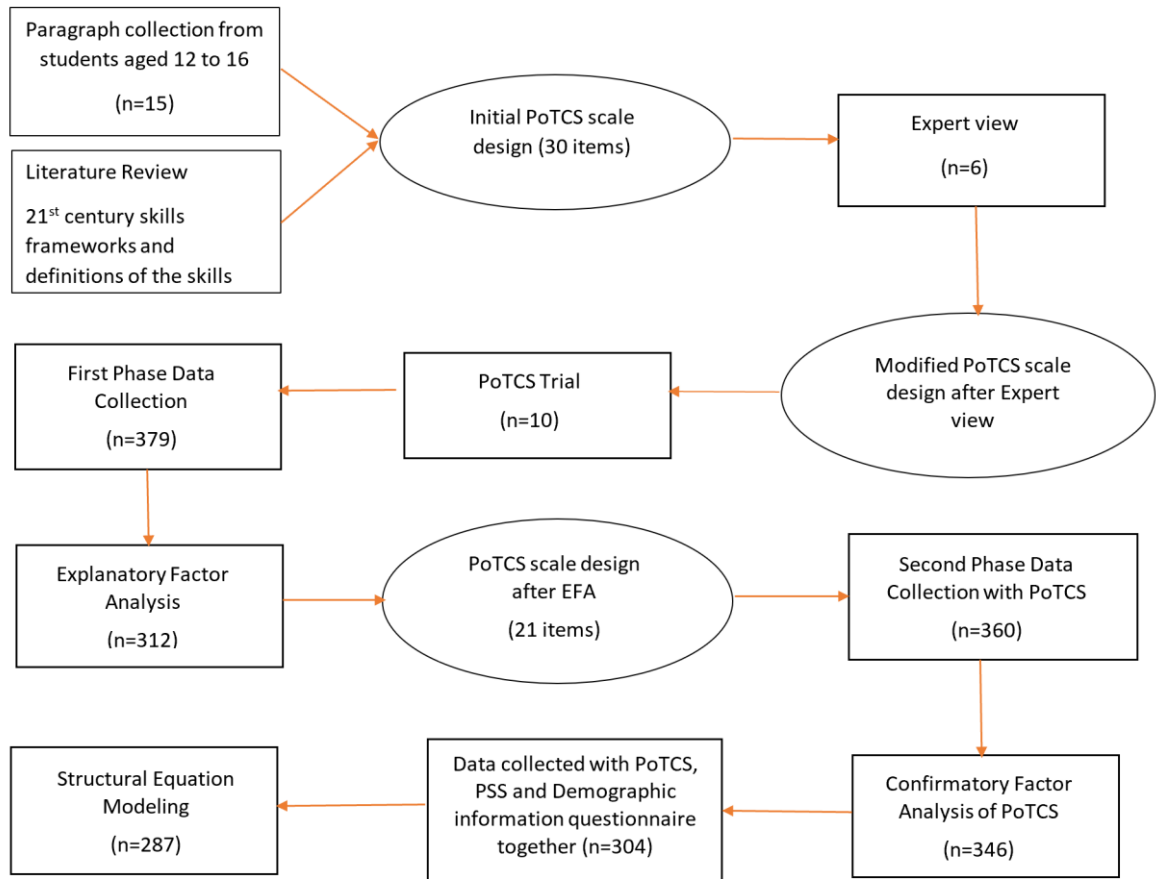 Paragraph collection from
students aged 12 to 16
(n=15)
Literature Review
21st century skills
frameworks and
definitions of the skills
Initial PoTCS scale
design (30 items)
Expert view
(n=6)
Modified PoTCS scale
design after Expert
view
PoTCS Trial
(n=10)
First Phase Data
Collection
(n=379)
Explanatory Factor
Analysis
(n=312)
PoTCS scale design
after EFA
(21 items)
Second Phase Data
Collection with PoTCS
(n=360)
Confirmatory Factor
Analysis of PoTCS
(n=346)
Data collected with PoTCS,
PSS and Demographic
information questionnaire
together (n=304)
Structural Equation
Modeling
(n=287)